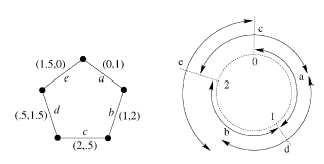 (1.5,0)
(0,1)
e
a
(.5,1.5)
d
b
(1,2)
c
(2,.5)
c
0
e
2
a
1
b
d